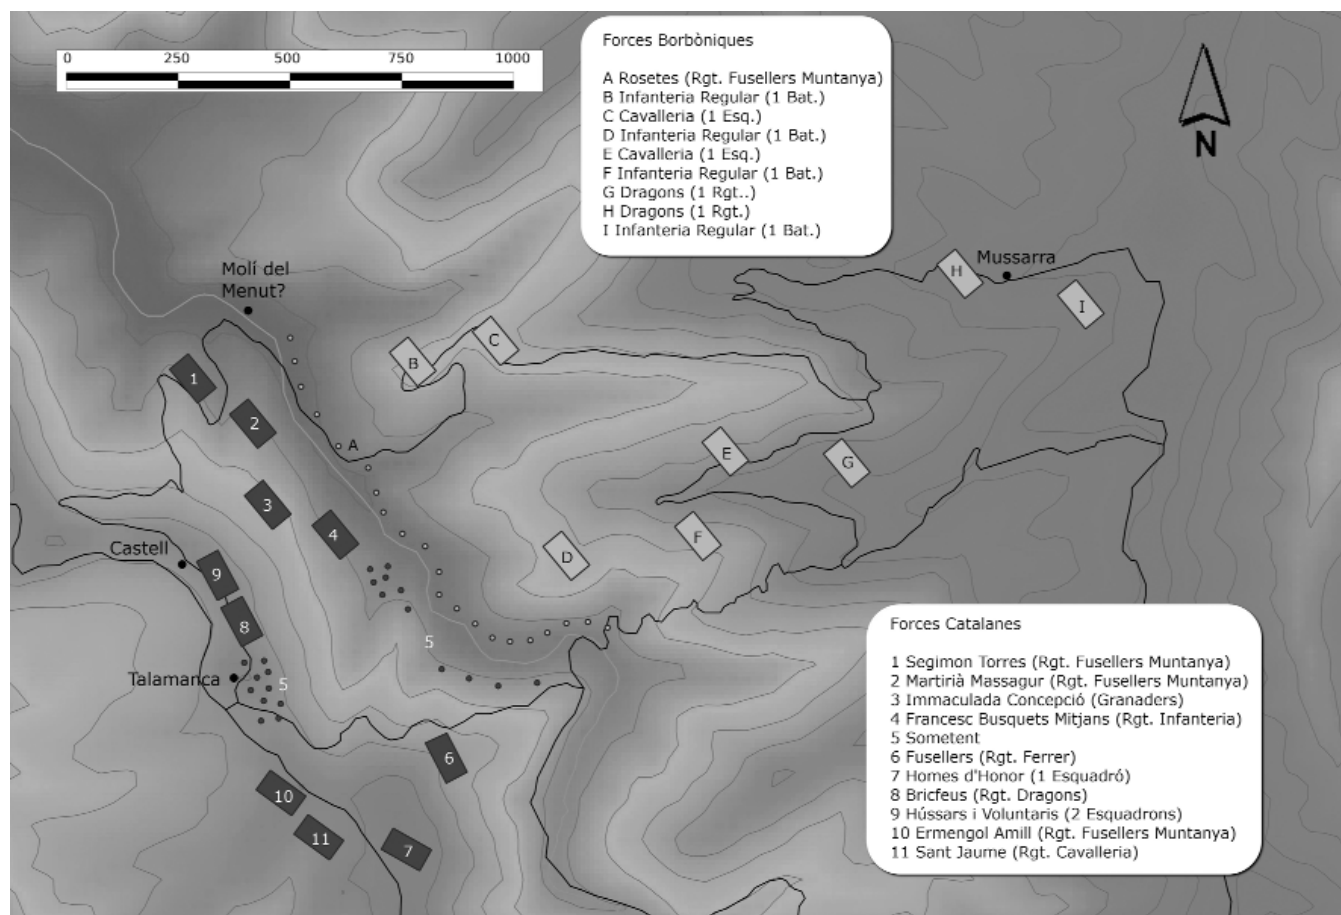 0 250 500 750 1000
Forces Borbòniques
A Rosetes (Rgt. Fusellers Muntanya)
B Infanteria Regular (1 Bat.)
C Cavalleria (1 Esq.)
D Infanteria Regular (1 Bat.)
E Cavalleria (1 Esq.)
F Infanteria Regular (1 Bat.)
G Dragons (1 Rgt..)
H Dragons (1 Rgt.)
I Infanteria Regular (1 Bat.)
N
Molí del
Menut?
Mussarra
H
I
B
C
1
2
A
E
G
3
4
F
D
Castell
9
8
5
Talamanca
5
6
10
11
7
Forces Catalanes
1 Segimon Torres (Rgt. Fusellers Muntanya)
2 Martirià Massagur (Rgt. Fusellers Muntanya)
3 Immaculada Concepció (Granaders)
4 Francesc Busquets Mitjans (Rgt. Infanteria)
5 Sometent
6 Fusellers (Rgt. Ferrer)
7 Homes d'Honor (1 Esquadró)
8 Bricfeus (Rgt. Dragons)
9 Hússars i Voluntaris (2 Esquadrons)
10 Ermengol Amill (Rgt. Fusellers Muntanya)
11 Sant Jaume (Rgt. Cavalleria)